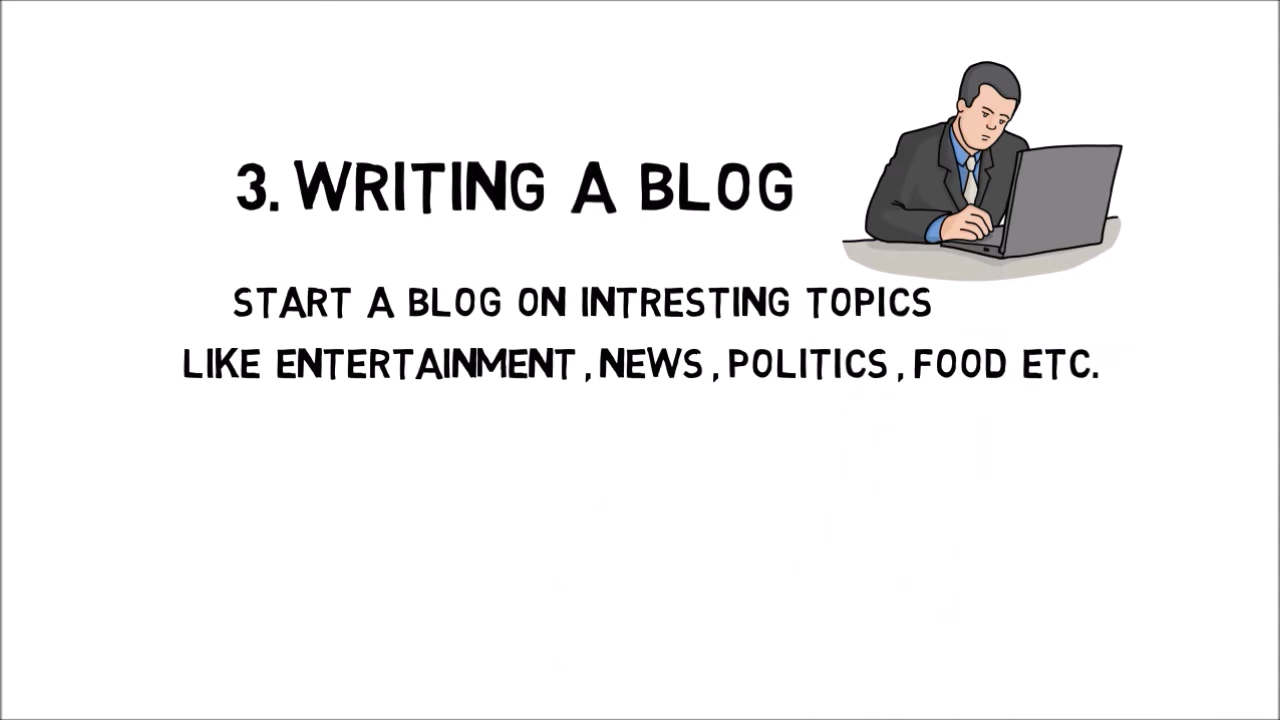 3. WRITING A BLOG
START A BLOG ON INTRESTING TOPICS
LIKE ENTERTAINMENT , NEWS , POLITICS , FOOD ETC.